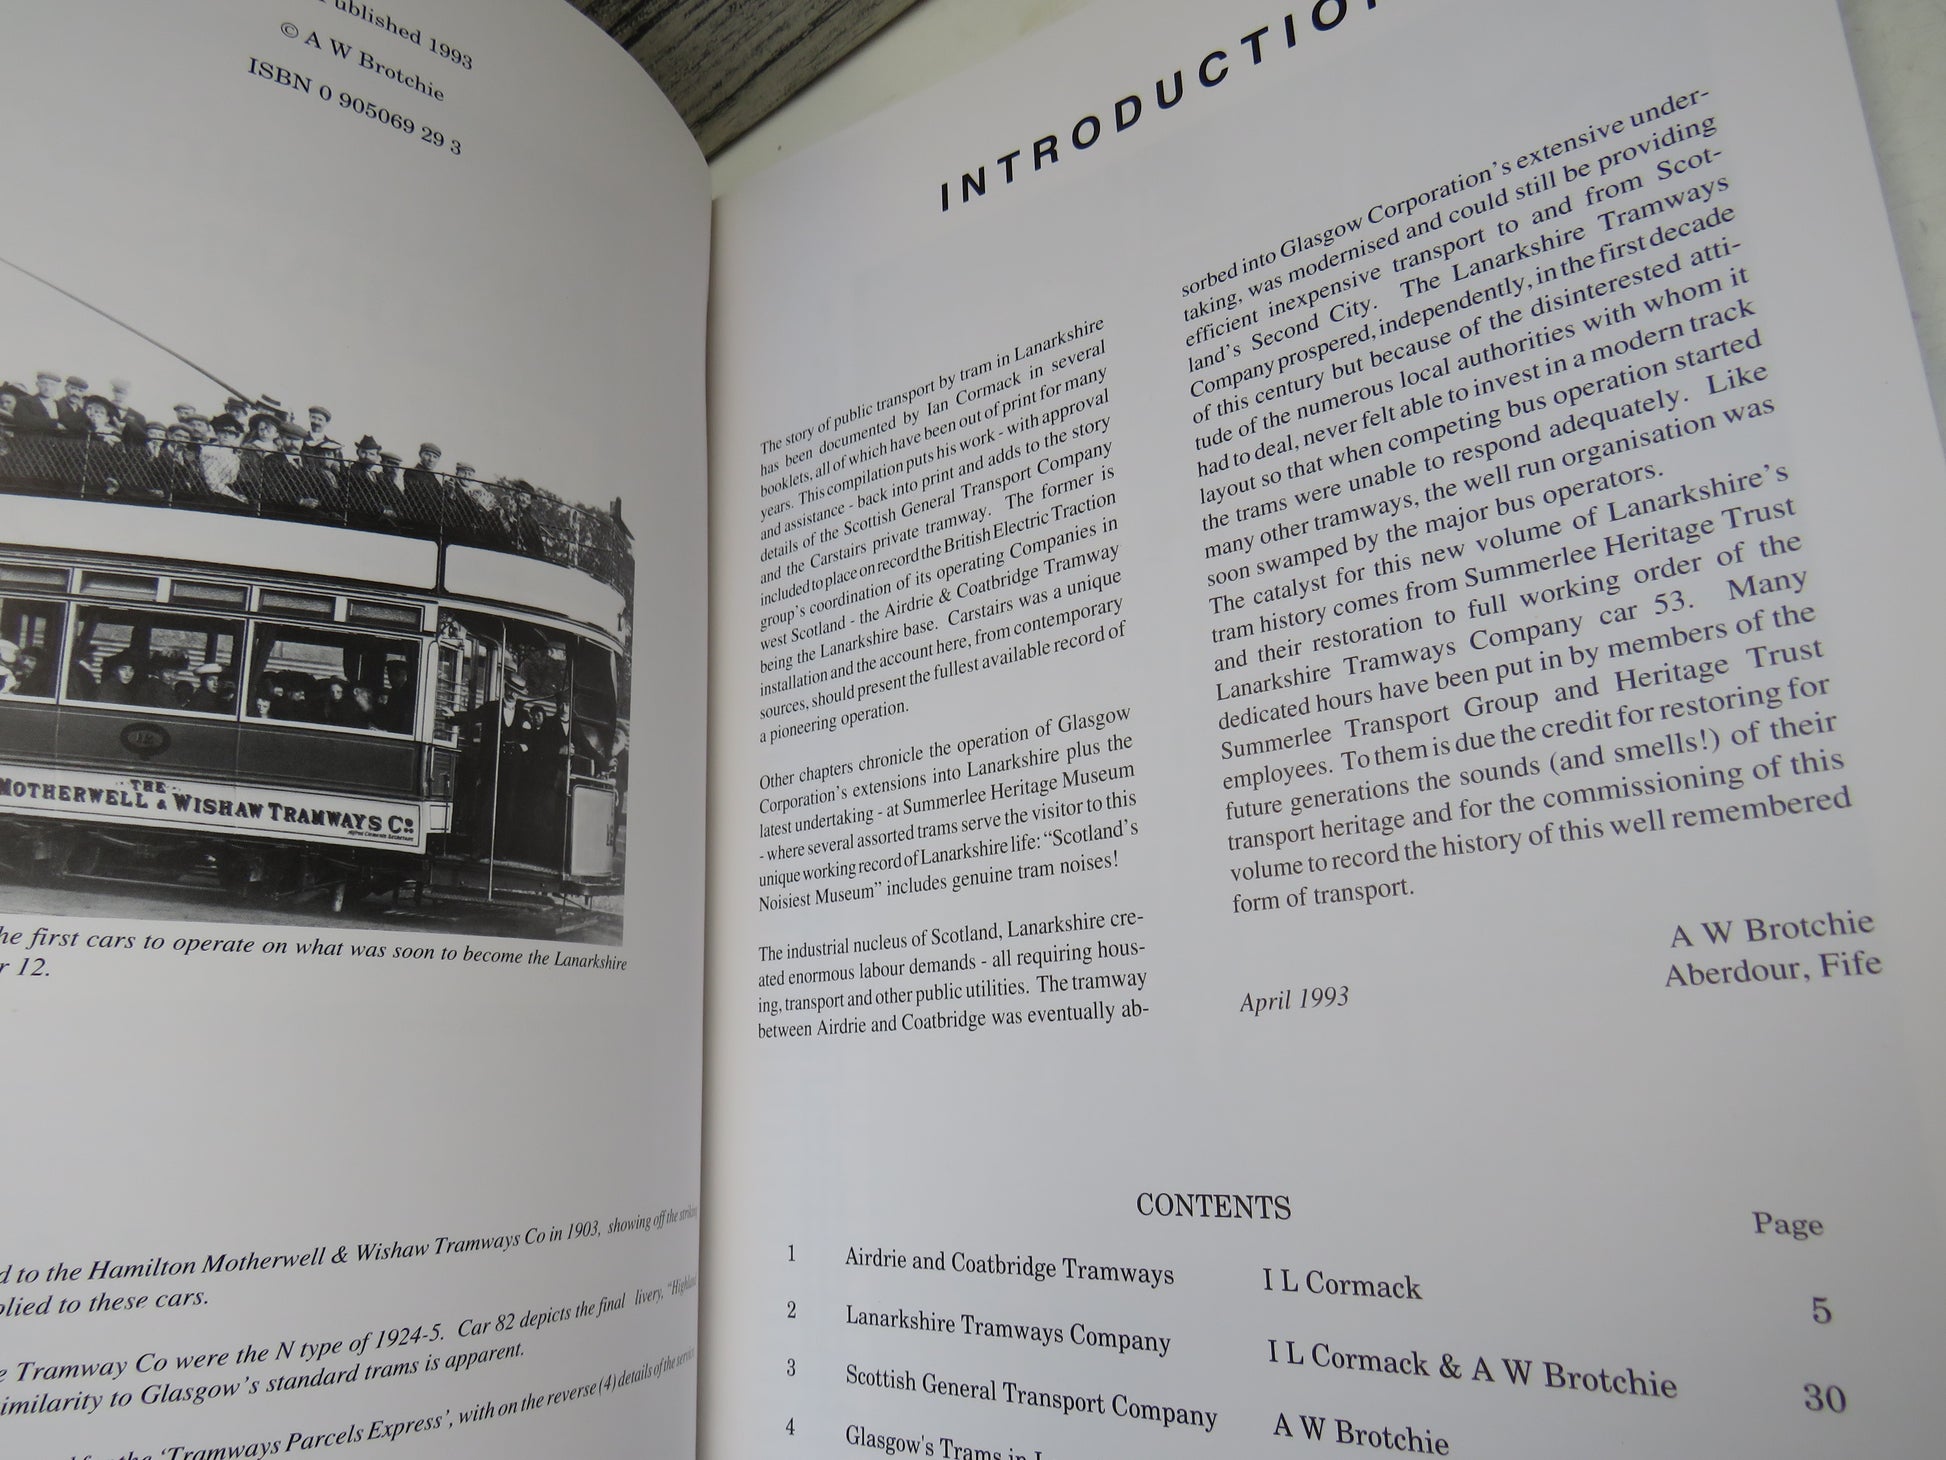 Published 1993
© A W Brotchie
ISBN 0 905069 29 3
12
THE
MOTHERWELL & WISHAW TRAMWAYS Co.
he first cars to operate on what was soon to become the Lanarkshire
r 12.
d to the Hamilton Motherwell & Wishaw Tramways Co in 1903, showing off the striking
plied to these cars.
e Tramway Co were the N type of 1924-5. Car 82 depicts the final livery, "Highland
similarity to Glasgow's standard trams is apparent.
'Tramways Parcels Express', with on the reverse (4) details of the service.
INTRODUCTION
The story of public transport by tram in Lanarkshire
has been documented by Ian Cormack in several
booklets, all of which have been out of print for many
years. This compilation puts his work - with approval
and assistance - back into print and adds to the story
details of the Scottish General Transport Company
and the Carstairs private tramway. The former is
included to place on record the British Electric Traction
group's coordination of its operating Companies in
west Scotland - the Airdrie & Coatbridge Tramway
being the Lanarkshire base. Carstairs was a unique
installation and the account here, from contemporary
sources, should present the fullest available record of
a pioneering operation.
Other chapters chronicle the operation of Glasgow
Corporation's extensions into Lanarkshire plus the
latest undertaking - at Summerlee Heritage Museum
- where several assorted trams serve the visitor to this
unique working record of Lanarkshire life: "Scotland's
Noisiest Museum" includes genuine tram noises!
The industrial nucleus of Scotland, Lanarkshire cre-
ated enormous labour demands - all requiring hous-
ing, transport and other public utilities. The tramway
between Airdrie and Coatbridge was eventually ab-
sorbed into Glasgow Corporation's extensive under-
taking, was modernised and could still be providing
efficient inexpensive transport to and from Scot-
land's Second City. The Lanarkshire Tramways
Company prospered, independently, in the first decade
of this century but because of the disinterested atti-
tude of the numerous local authorities with whom it
had to deal, never felt able to invest in a modern track
layout so that when competing bus operation started
the trams were unable to respond adequately. Like
many other tramways, the well run organisation was
soon swamped by the major bus operators.
The catalyst for this new volume of Lanarkshire's
tram history comes from Summerlee Heritage Trust
and their restoration to full working order of the
Lanarkshire Tramways Company car 53. Many
dedicated hours have been put in by members of the
Summerlee Transport Group and Heritage Trust
employees. To them is due the credit for restoring for
future generations the sounds (and smells!) of their
transport heritage and for the commissioning of this
volume to record the history of this well remembered
form of transport.
A W Brotchie
Aberdour, Fife
April 1993
CONTENTS
Page
1 Airdrie and Coatbridge Tramways I L Cormack 5
2 Lanarkshire Tramways Company I L Cormack & A W Brotchie 30
3 Scottish General Transport Company A W Brotchie
4 Glasgow's Trams in